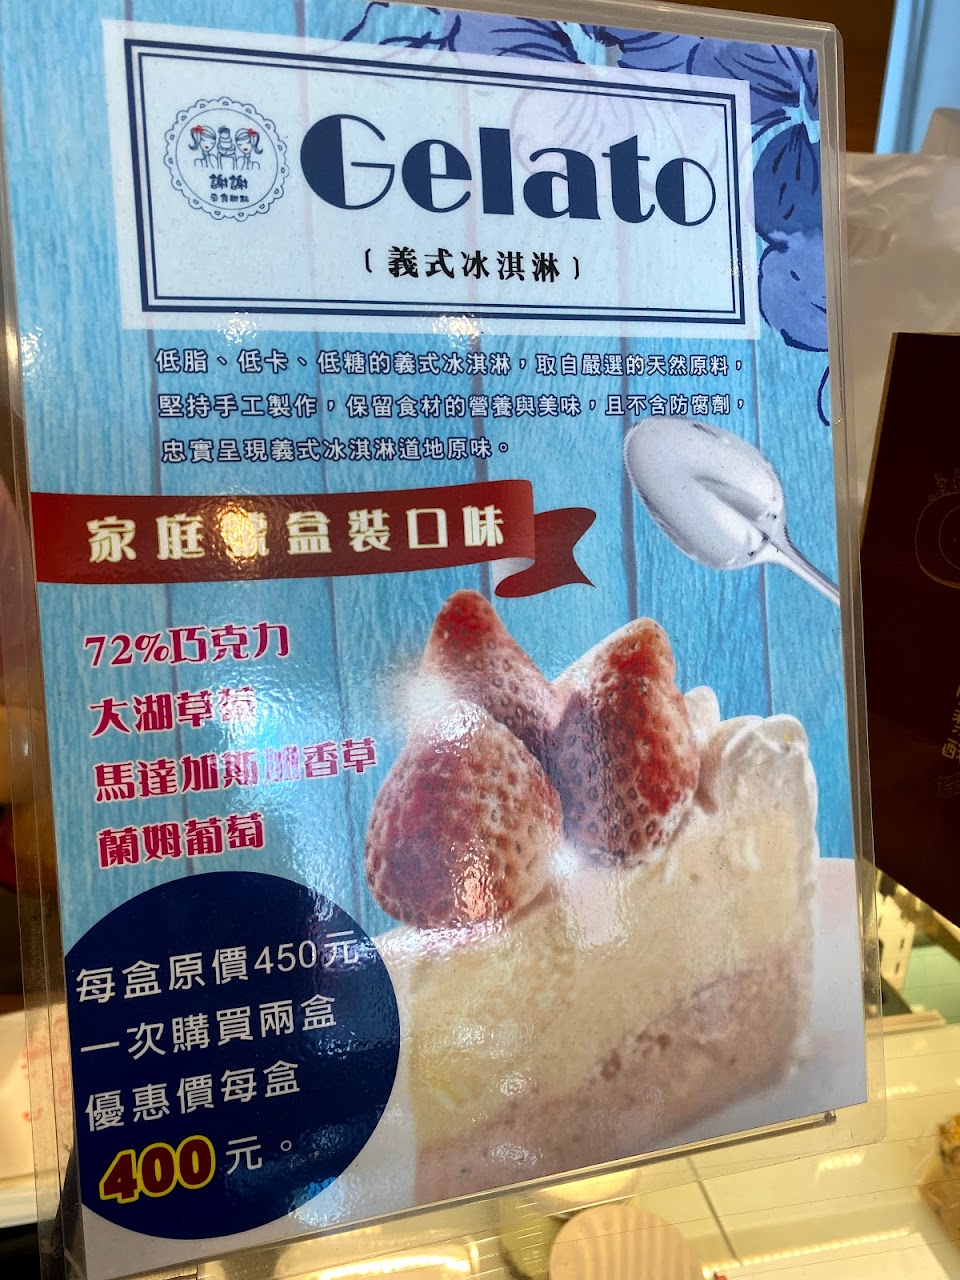 謝謝
Gelato
﹝義式冰淇淋﹞
低脂、低卡、低糖的義式冰淇淋,取自嚴選的天然原料,
堅持手工製作,保留食材的營養與美味,且不含防腐劑,
忠實呈現義式冰淇淋道地原味。
家庭號盒裝口味
72%巧克力
大湖草莓
馬達加斯加香草
蘭姆葡萄
每盒原價450元
一次購買兩盒
優惠價每盒
400元。